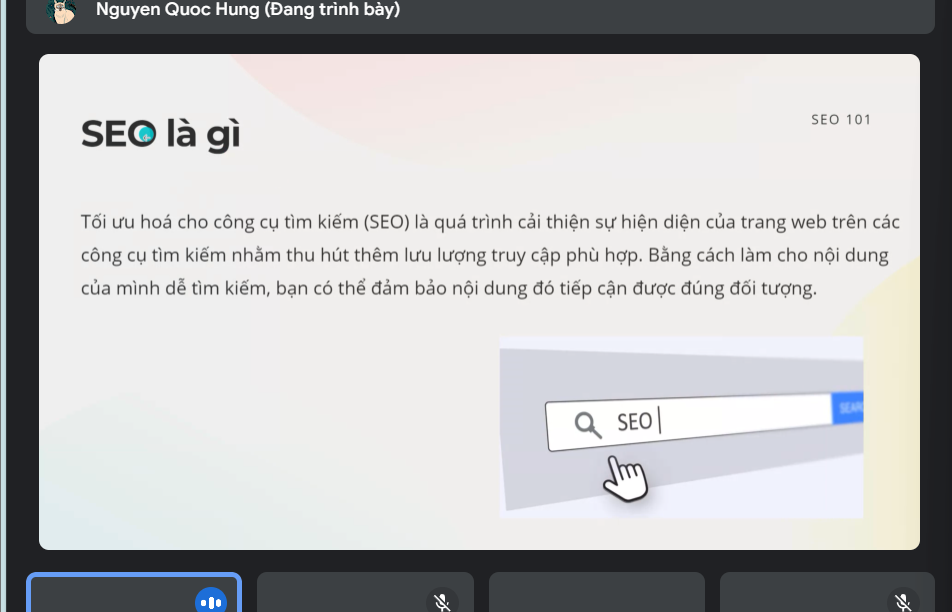 Nguyen Quoc Hung (Đang trình bày)
SEO là gì
SEO 101
Tối ưu hoá cho công cụ tìm kiếm (SEO) là quá trình cải thiện sự hiện diện của trang web trên các
công cụ tìm kiếm nhằm thu hút thêm lưu lượng truy cập phù hợp. Bằng cách làm cho nội dung
của mình dễ tìm kiếm, bạn có thể đảm bảo nội dung đó tiếp cận được đúng đối tượng.
SEO